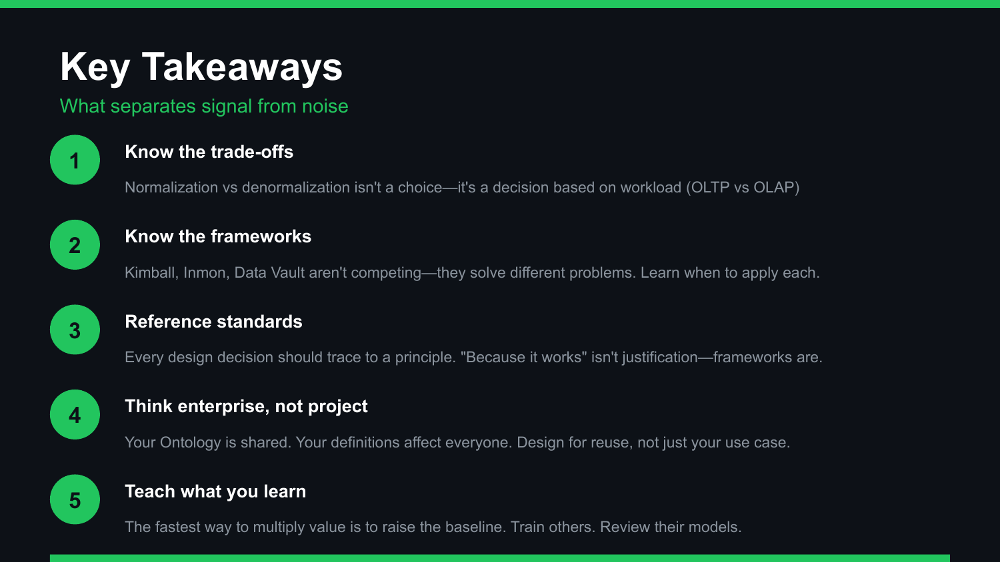 Key Takeaways
What separates signal from noise
1
Know the trade-offs
Normalization vs denormalization isn't a choice—it's a decision based on workload (OLTP vs OLAP)
2
Know the frameworks
Kimball, Inmon, Data Vault aren't competing—they solve different problems. Learn when to apply each.
3
Reference standards
Every design decision should trace to a principle. "Because it works" isn't justification—frameworks are.
4
Think enterprise, not project
Your Ontology is shared. Your definitions affect everyone. Design for reuse, not just your use case.
5
Teach what you learn
The fastest way to multiply value is to raise the baseline. Train others. Review their models.